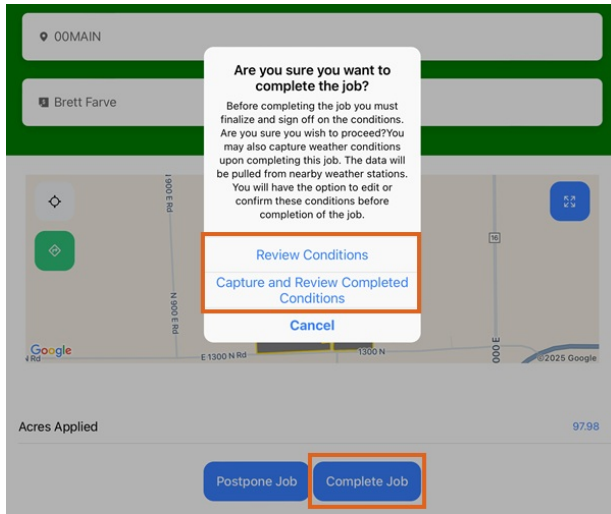 00MAIN
Brett Farve
Are you sure you want to
complete the job?
Before completing the job you must
finalize and sign off on the conditions.
Are you sure you wish to proceed?You
may also capture weather conditions
upon completing this job. The data will
be pulled from nearby weather stations.
You will have the option to edit or
confirm these conditions before
completion of the job.
Review Conditions
Capture and Review Completed
Conditions
Cancel
N 900 E Rd
16
Google
E 1300 N Rd
1300 N
©2025 Google
Acres Applied
97.98
Postpone Job
Complete Job